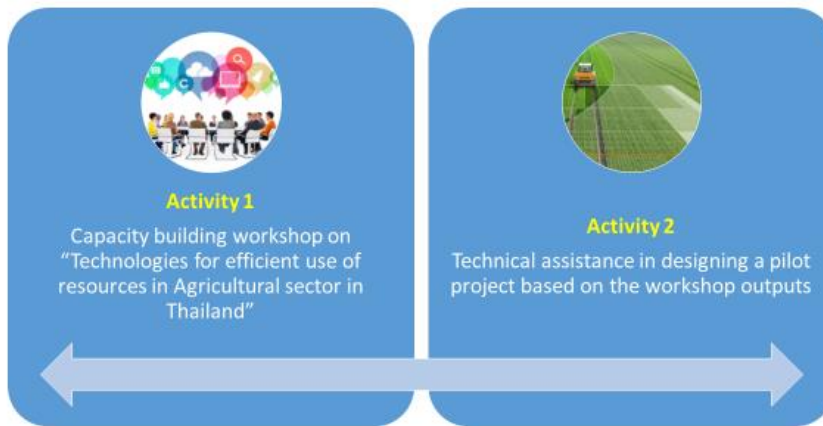 Activity 1
Capacity building workshop on
“Technologies for efficient use of
resources in Agricultural sector in
Thailand”
Activity 2
Technical assistance in designing a pilot
project based on the workshop outputs